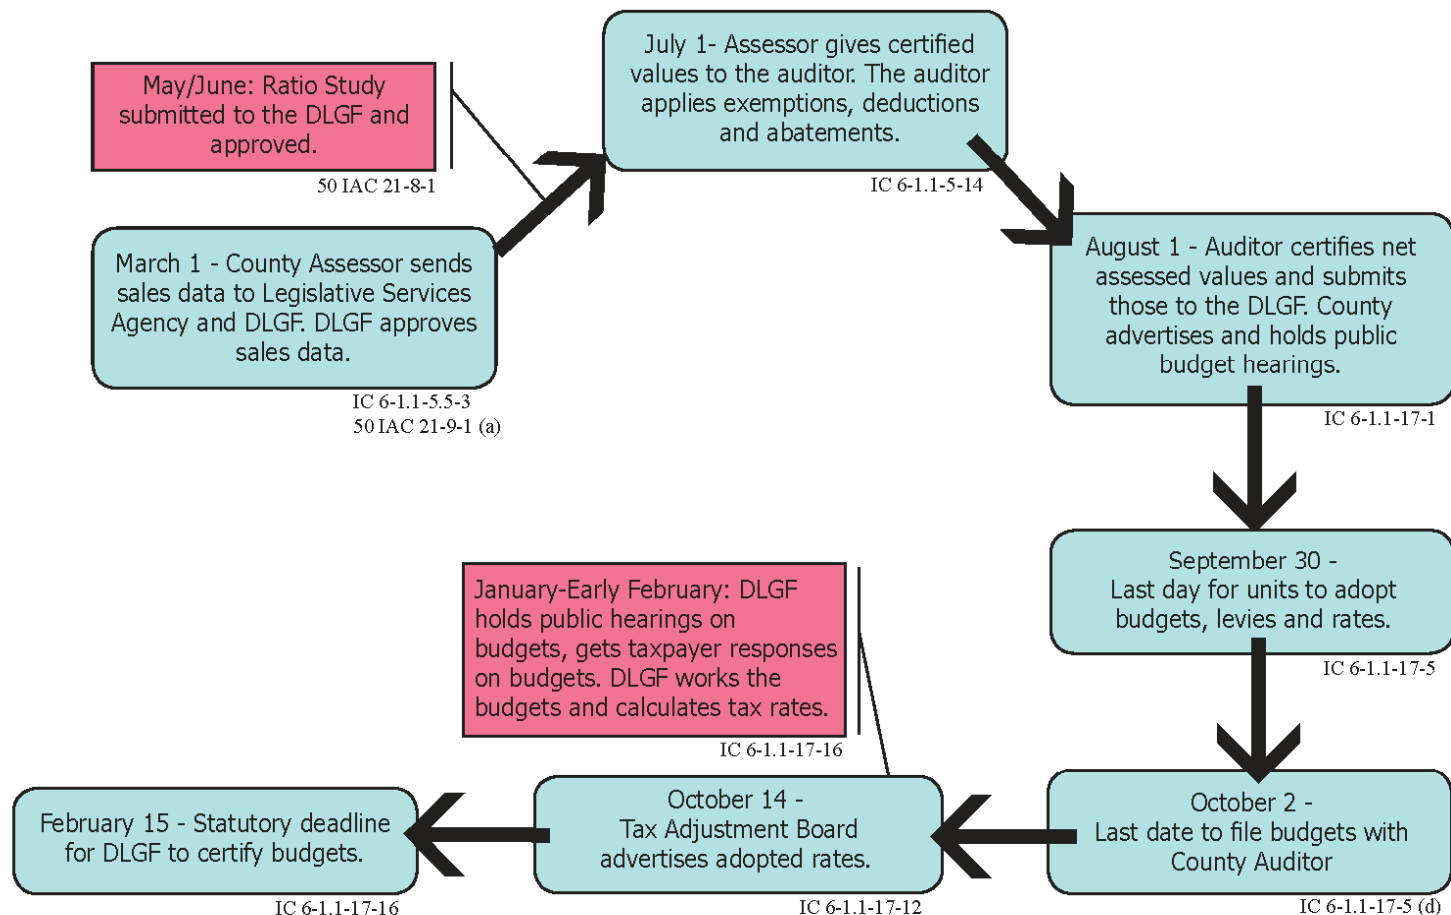 May/June: Ratio Study
submitted to the DLGF and
approved.
50 IAC 21-8-1
March 1 - County Assessor sends
sales data to Legislative Services
Agency and DLGF. DLGF approves
sales data.
IC 6-1.1-5.5-3
50 IAC 21-9-1 (a)
July 1- Assessor gives certified
values to the auditor. The auditor
applies exemptions, deductions
and abatements.
IC 6-1.1-5-14
August 1 - Auditor certifies net
assessed values and submits
those to the DLGF. County
advertises and holds public
budget hearings.
IC 6-1.1-17-1
September 30 -
Last day for units to adopt
budgets, levies and rates.
IC 6-1.1-17-5
October 2 -
Last date to file budgets with
County Auditor
IC 6-1.1-17-5 (d)
January-Early February: DLGF
holds public hearings on
budgets, gets taxpayer responses
on budgets. DLGF works the
budgets and calculates tax rates.
IC 6-1.1-17-16
October 14 -
Tax Adjustment Board
advertises adopted rates.
IC 6-1.1-17-12
February 15 - Statutory deadline
for DLGF to certify budgets.
IC 6-1.1-17-16